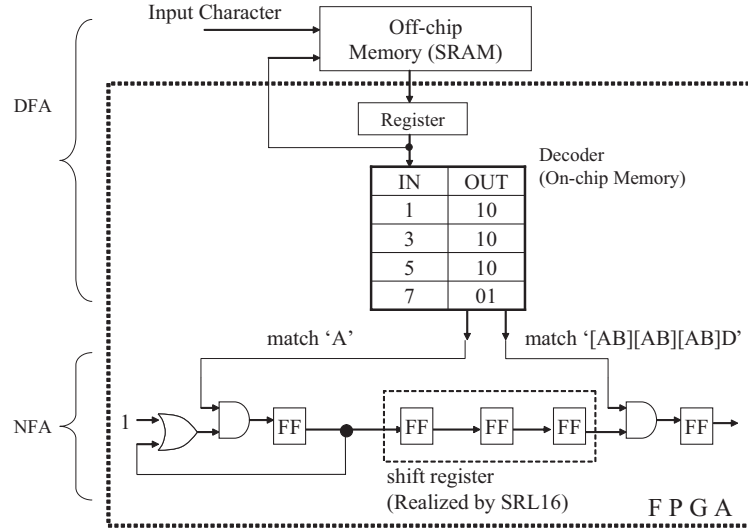 Input Character
Off-chip
Memory (SRAM)
DFA
Register
Decoder
(On-chip Memory)
IN OUT
1 10
3 10
5 10
7 01
match ‘A’
match ‘[AB][AB][AB]D’
NFA
1
FF
FF
FF
FF
FF
shift register
(Realized by SRL16)
F P G A